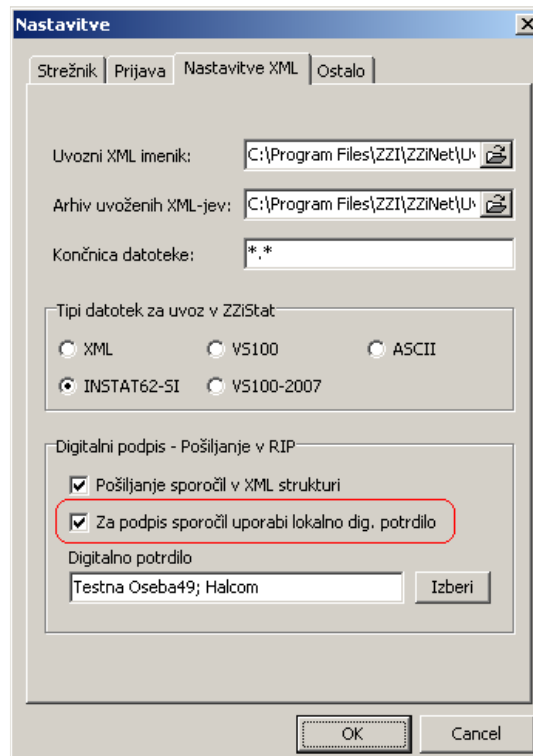 Nastavitve
Strežnik Prijava Nastavitve XML Ostalo
Uvozni XML imenik: C:\Program Files\ZZI\ZZiNet\Uv
Arhiv uvoženih XML-jev: C:\Program Files\ZZI\ZZiNet\Uv
Končnica datoteke: *.*
Tipi datotek za uvoz v ZZiStat
XML VS100 ASCII
INSTAT62-SI VS100-2007
Digitalni podpis - Pošiljanje v RIP
Pošiljanje sporočil v XML strukturi
Za podpis sporočil uporabi lokalno dig. potrdilo
Digitalno potrdilo
Testna Oseba49; Halcom Izberi
OK Cancel